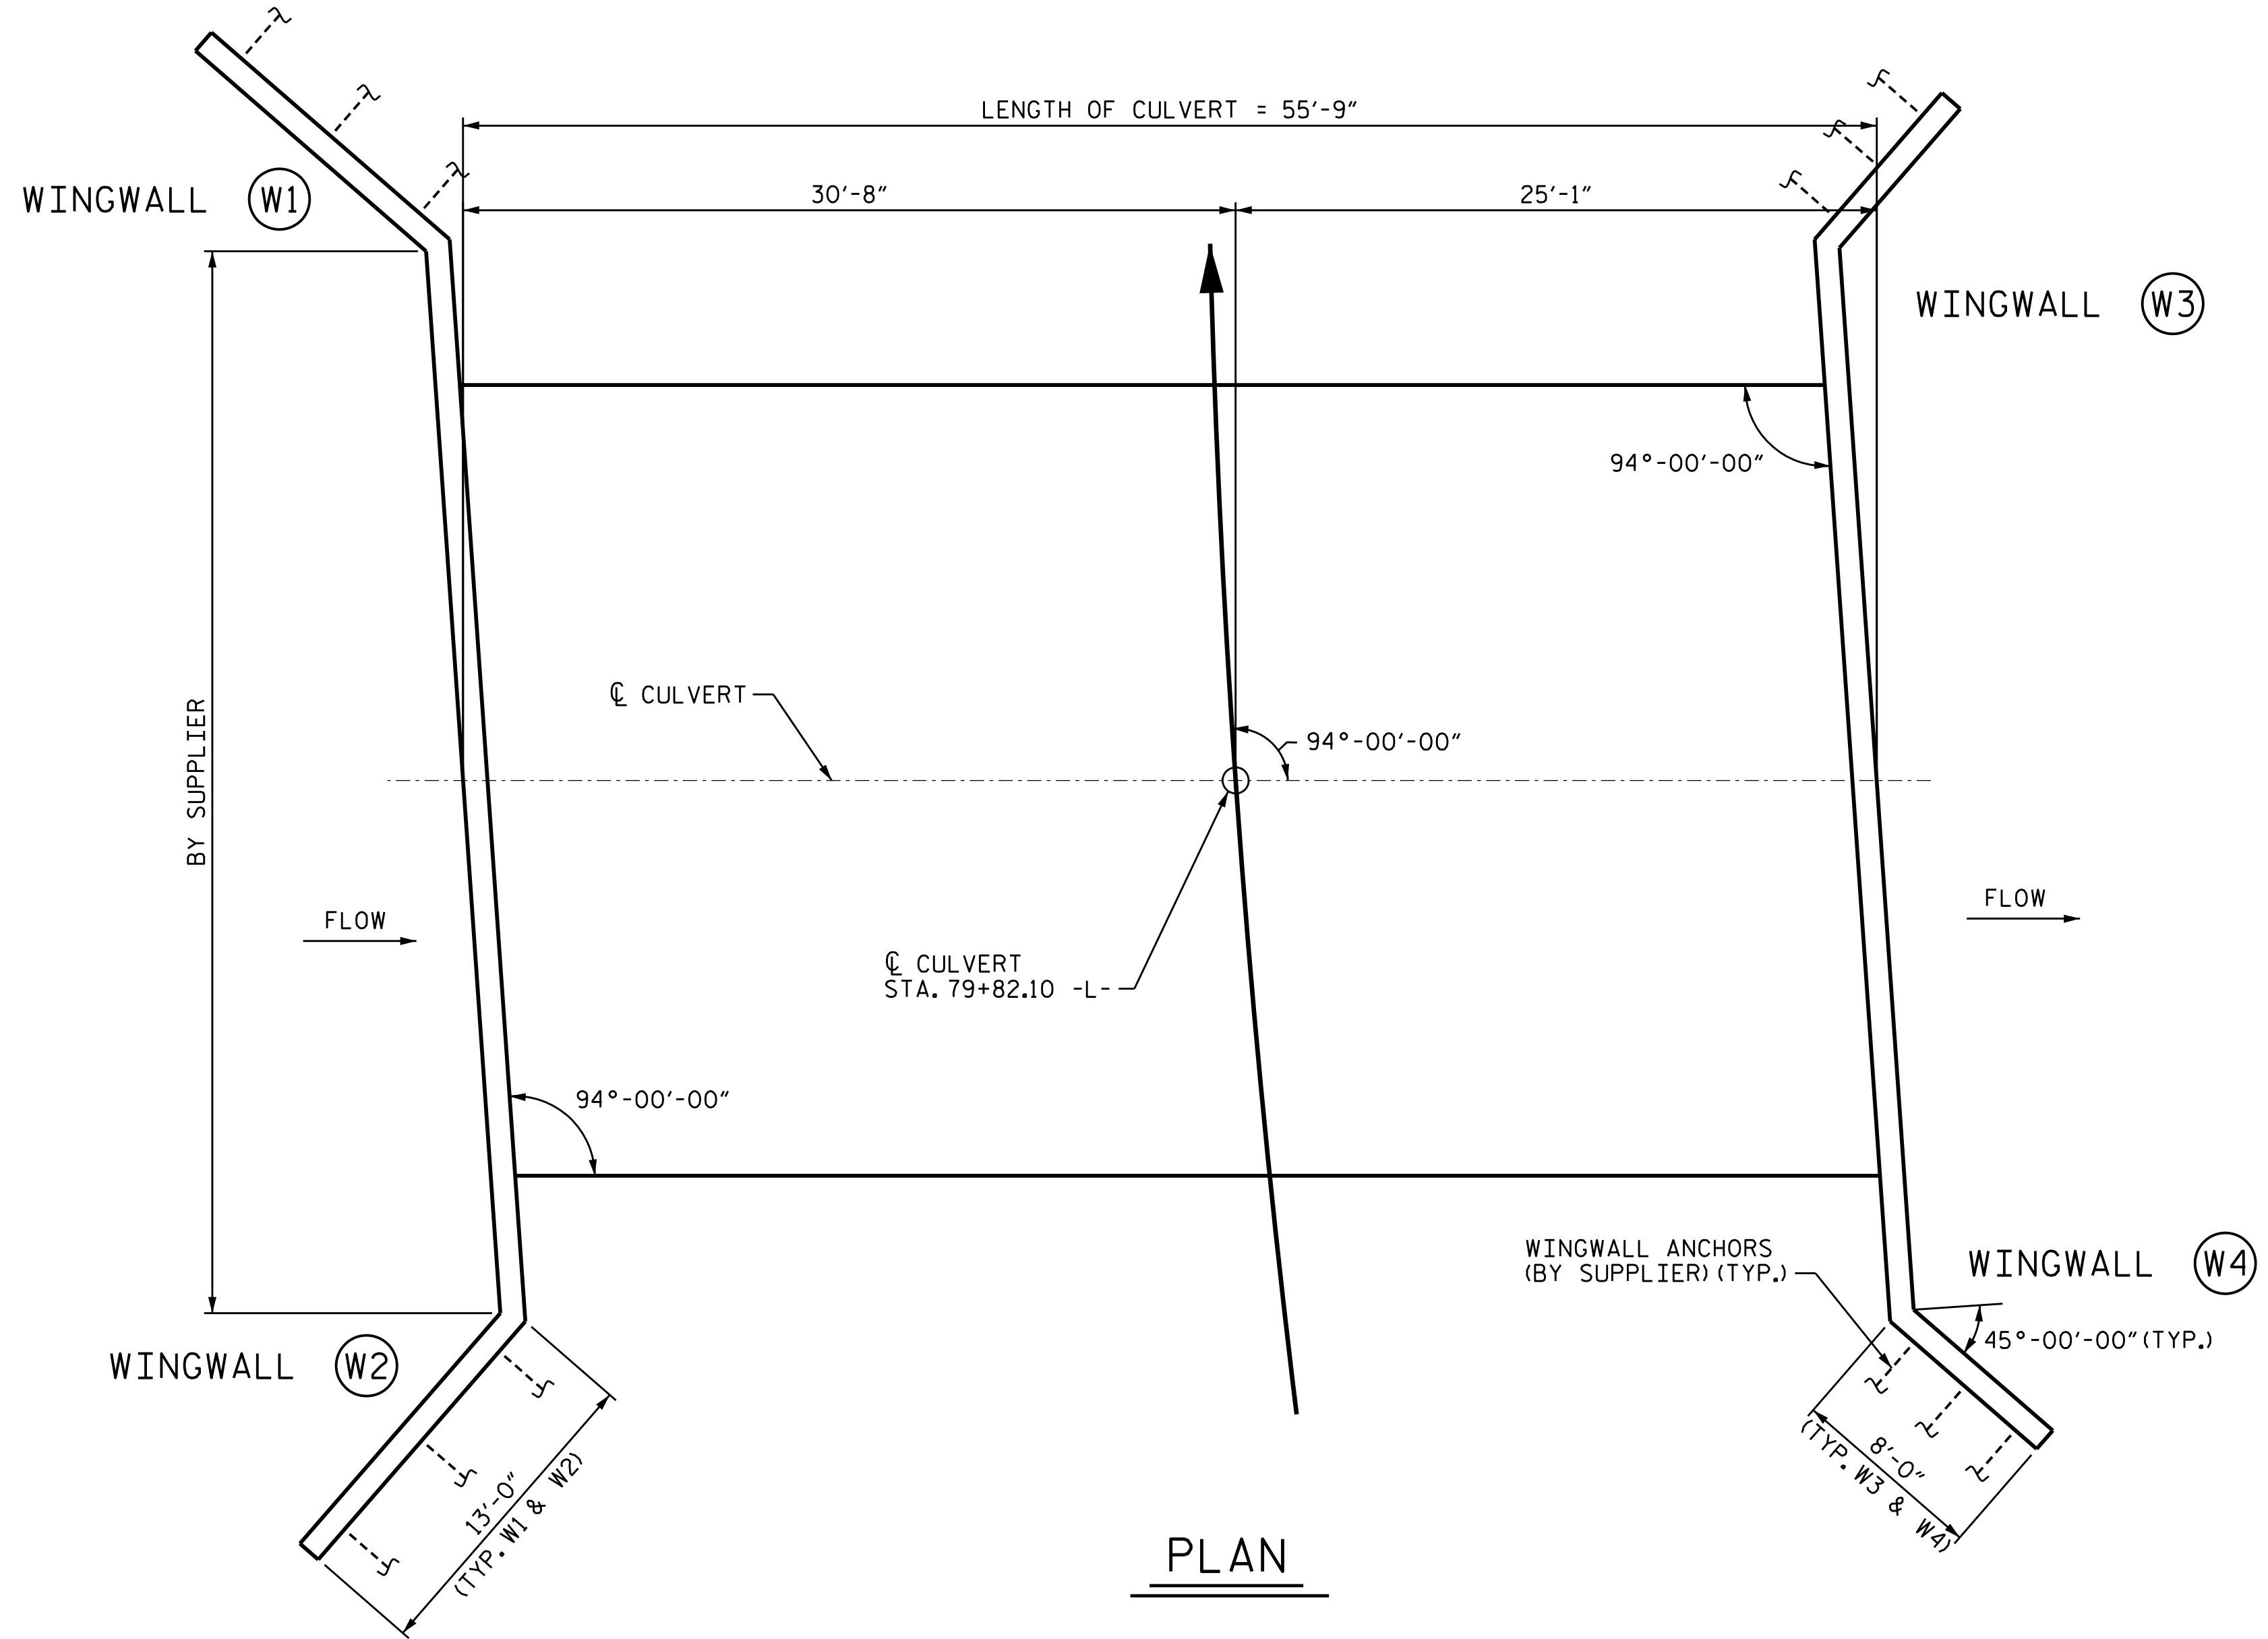 LENGTH OF CULVERT = 55'-9"
30'-8"
25'-1"
WINGWALL W1
WINGWALL W3
94°-00'-00"
℄ CULVERT
94°-00'-00"
BY SUPPLIER
FLOW
FLOW
℄ CULVERT
STA. 79+82.10 -L-
94°-00'-00"
WINGWALL ANCHORS
(BY SUPPLIER)(TYP.)
WINGWALL W4
45°-00'-00"(TYP.)
WINGWALL W2
13'-0"
(TYP. W1 & W2)
8'-0"
(TYP. W3 & W4)
PLAN